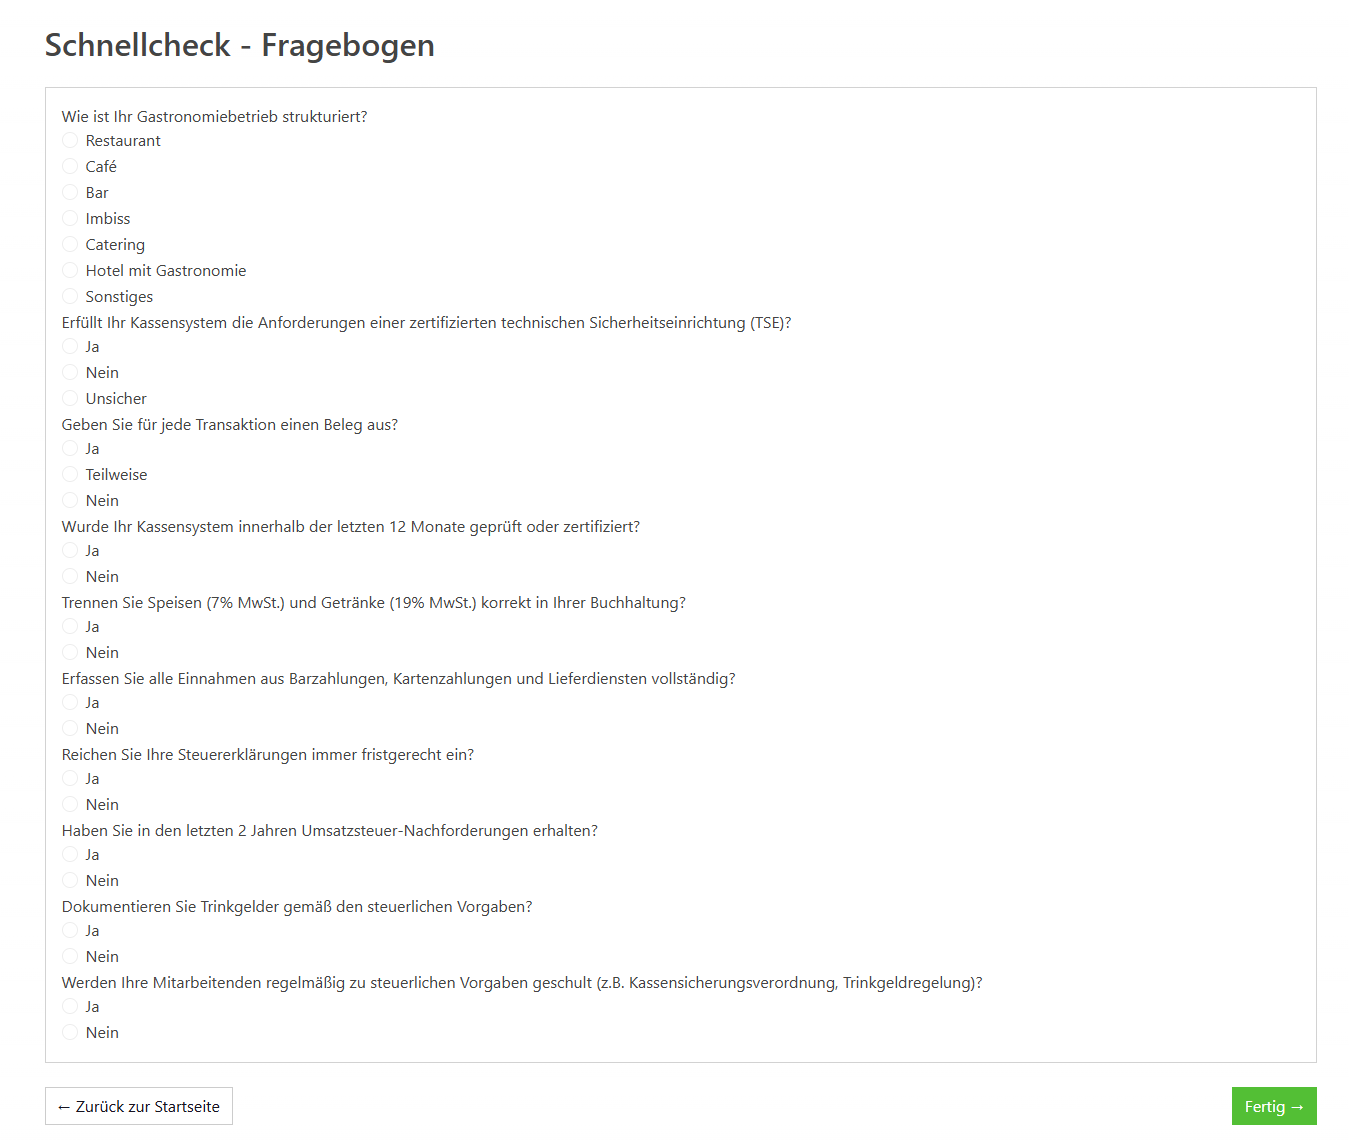 Schnellcheck - Fragebogen
Wie ist Ihr Gastronomiebetrieb strukturiert?
Restaurant
Café
Bar
Imbiss
Catering
Hotel mit Gastronomie
Sonstiges
Erfüllt Ihr Kassensystem die Anforderungen einer zertifizierten technischen Sicherheitseinrichtung (TSE)?
Ja
Nein
Unsicher
Geben Sie für jede Transaktion einen Beleg aus?
Ja
Teilweise
Nein
Wurde Ihr Kassensystem innerhalb der letzten 12 Monate geprüft oder zertifiziert?
Ja
Nein
Trennen Sie Speisen (7% MwSt.) und Getränke (19% MwSt.) korrekt in Ihrer Buchhaltung?
Ja
Nein
Erfassen Sie alle Einnahmen aus Barzahlungen, Kartenzahlungen und Lieferdiensten vollständig?
Ja
Nein
Reichen Sie Ihre Steuererklärungen immer fristgerecht ein?
Ja
Nein
Haben Sie in den letzten 2 Jahren Umsatzsteuer-Nachforderungen erhalten?
Ja
Nein
Dokumentieren Sie Trinkgelder gemäß den steuerlichen Vorgaben?
Ja
Nein
Werden Ihre Mitarbeitenden regelmäßig zu steuerlichen Vorgaben geschult (z.B. Kassensicherungsverordnung, Trinkgeldregelung)?
Ja
Nein
← Zurück zur Startseite
Fertig →